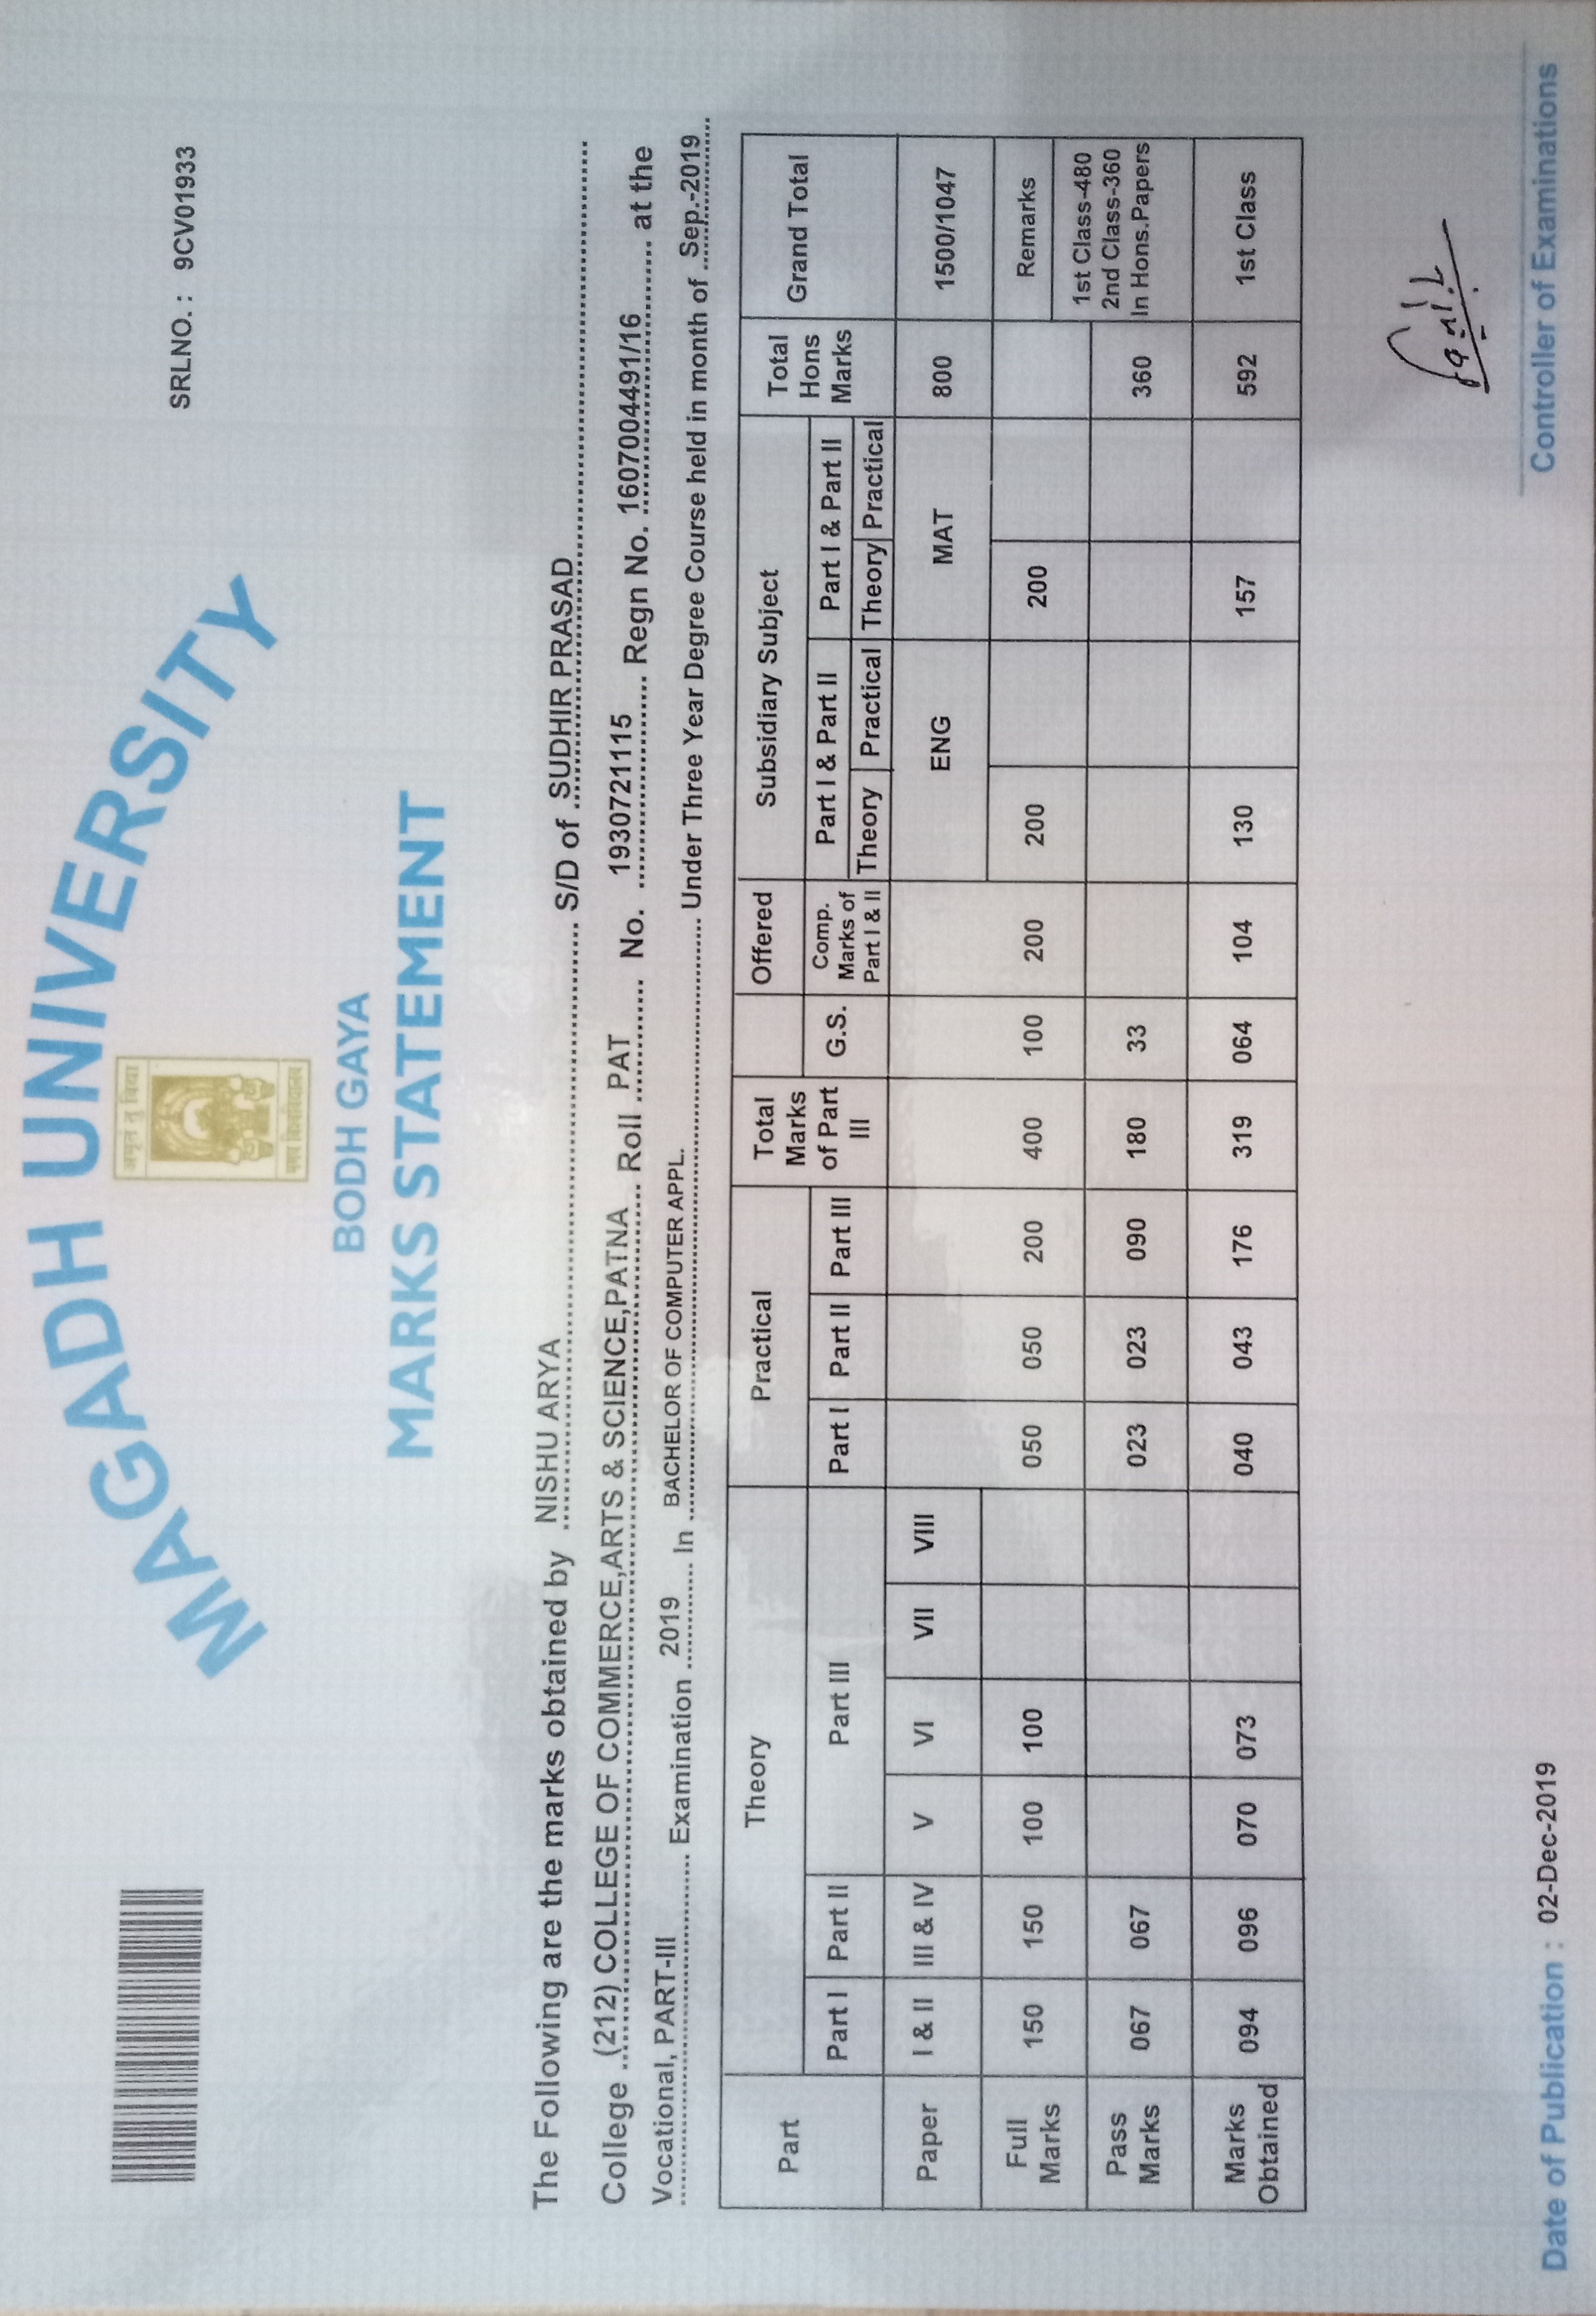 SRLNO. : 9CV01933
MAGADH UNIVERSITY
BODH GAYA
MARKS STATEMENT
The Following are the marks obtained by NISHU ARYA S/D of SUDHIR PRASAD
College (212) COLLEGE OF COMMERCE,ARTS & SCIENCE,PATNA Roll PAT No. 1930721115 Regn No. 1607004491/16 at the
Vocational, PART-III Examination 2019 In BACHELOR OF COMPUTER APPL. Under Three Year Degree Course held in month of Sep.-2019
Part Theory Practical Total Marks of Part III Offered Subsidiary Subject Total Hons Marks Grand Total
Part I Part II Part III Part I Part II Part III G.S. Comp. Marks of Part I & II Part I & Part II Part I & Part II
Theory Practical Theory Practical
Paper I & II III & IV V VI VII VIII ENG MAT 800 1500/1047
Full Marks 150 150 100 100 050 050 200 400 100 200 200 200 Remarks
Pass Marks 067 067 023 023 090 180 33 360 1st Class-480 2nd Class-360 In Hons.Papers
Marks Obtained 094 096 070 073 040 043 176 319 064 104 130 157 592 1st Class
Date of Publication : 02-Dec-2019
Controller of Examinations